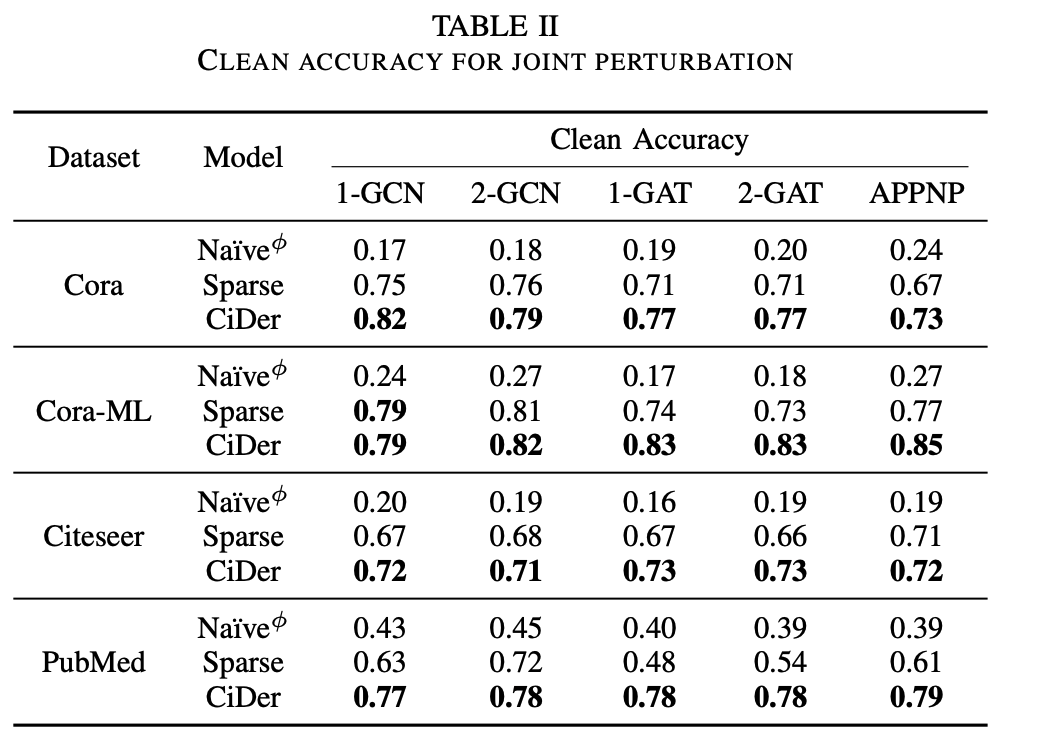 TABLE II
CLEAN ACCURACY FOR JOINT PERTURBATION
Dataset Model Clean Accuracy
1-GCN 2-GCN 1-GAT 2-GAT APPNP
Naïve^ϕ 0.17 0.18 0.19 0.20 0.24
Cora Sparse 0.75 0.76 0.71 0.71 0.67
CiDer 0.82 0.79 0.77 0.77 0.73
Naïve^ϕ 0.24 0.27 0.17 0.18 0.27
Cora-ML Sparse 0.79 0.81 0.74 0.73 0.77
CiDer 0.79 0.82 0.83 0.83 0.85
Naïve^ϕ 0.20 0.19 0.16 0.19 0.19
Citeseer Sparse 0.67 0.68 0.67 0.66 0.71
CiDer 0.72 0.71 0.73 0.73 0.72
Naïve^ϕ 0.43 0.45 0.40 0.39 0.39
PubMed Sparse 0.63 0.72 0.48 0.54 0.61
CiDer 0.77 0.78 0.78 0.78 0.79